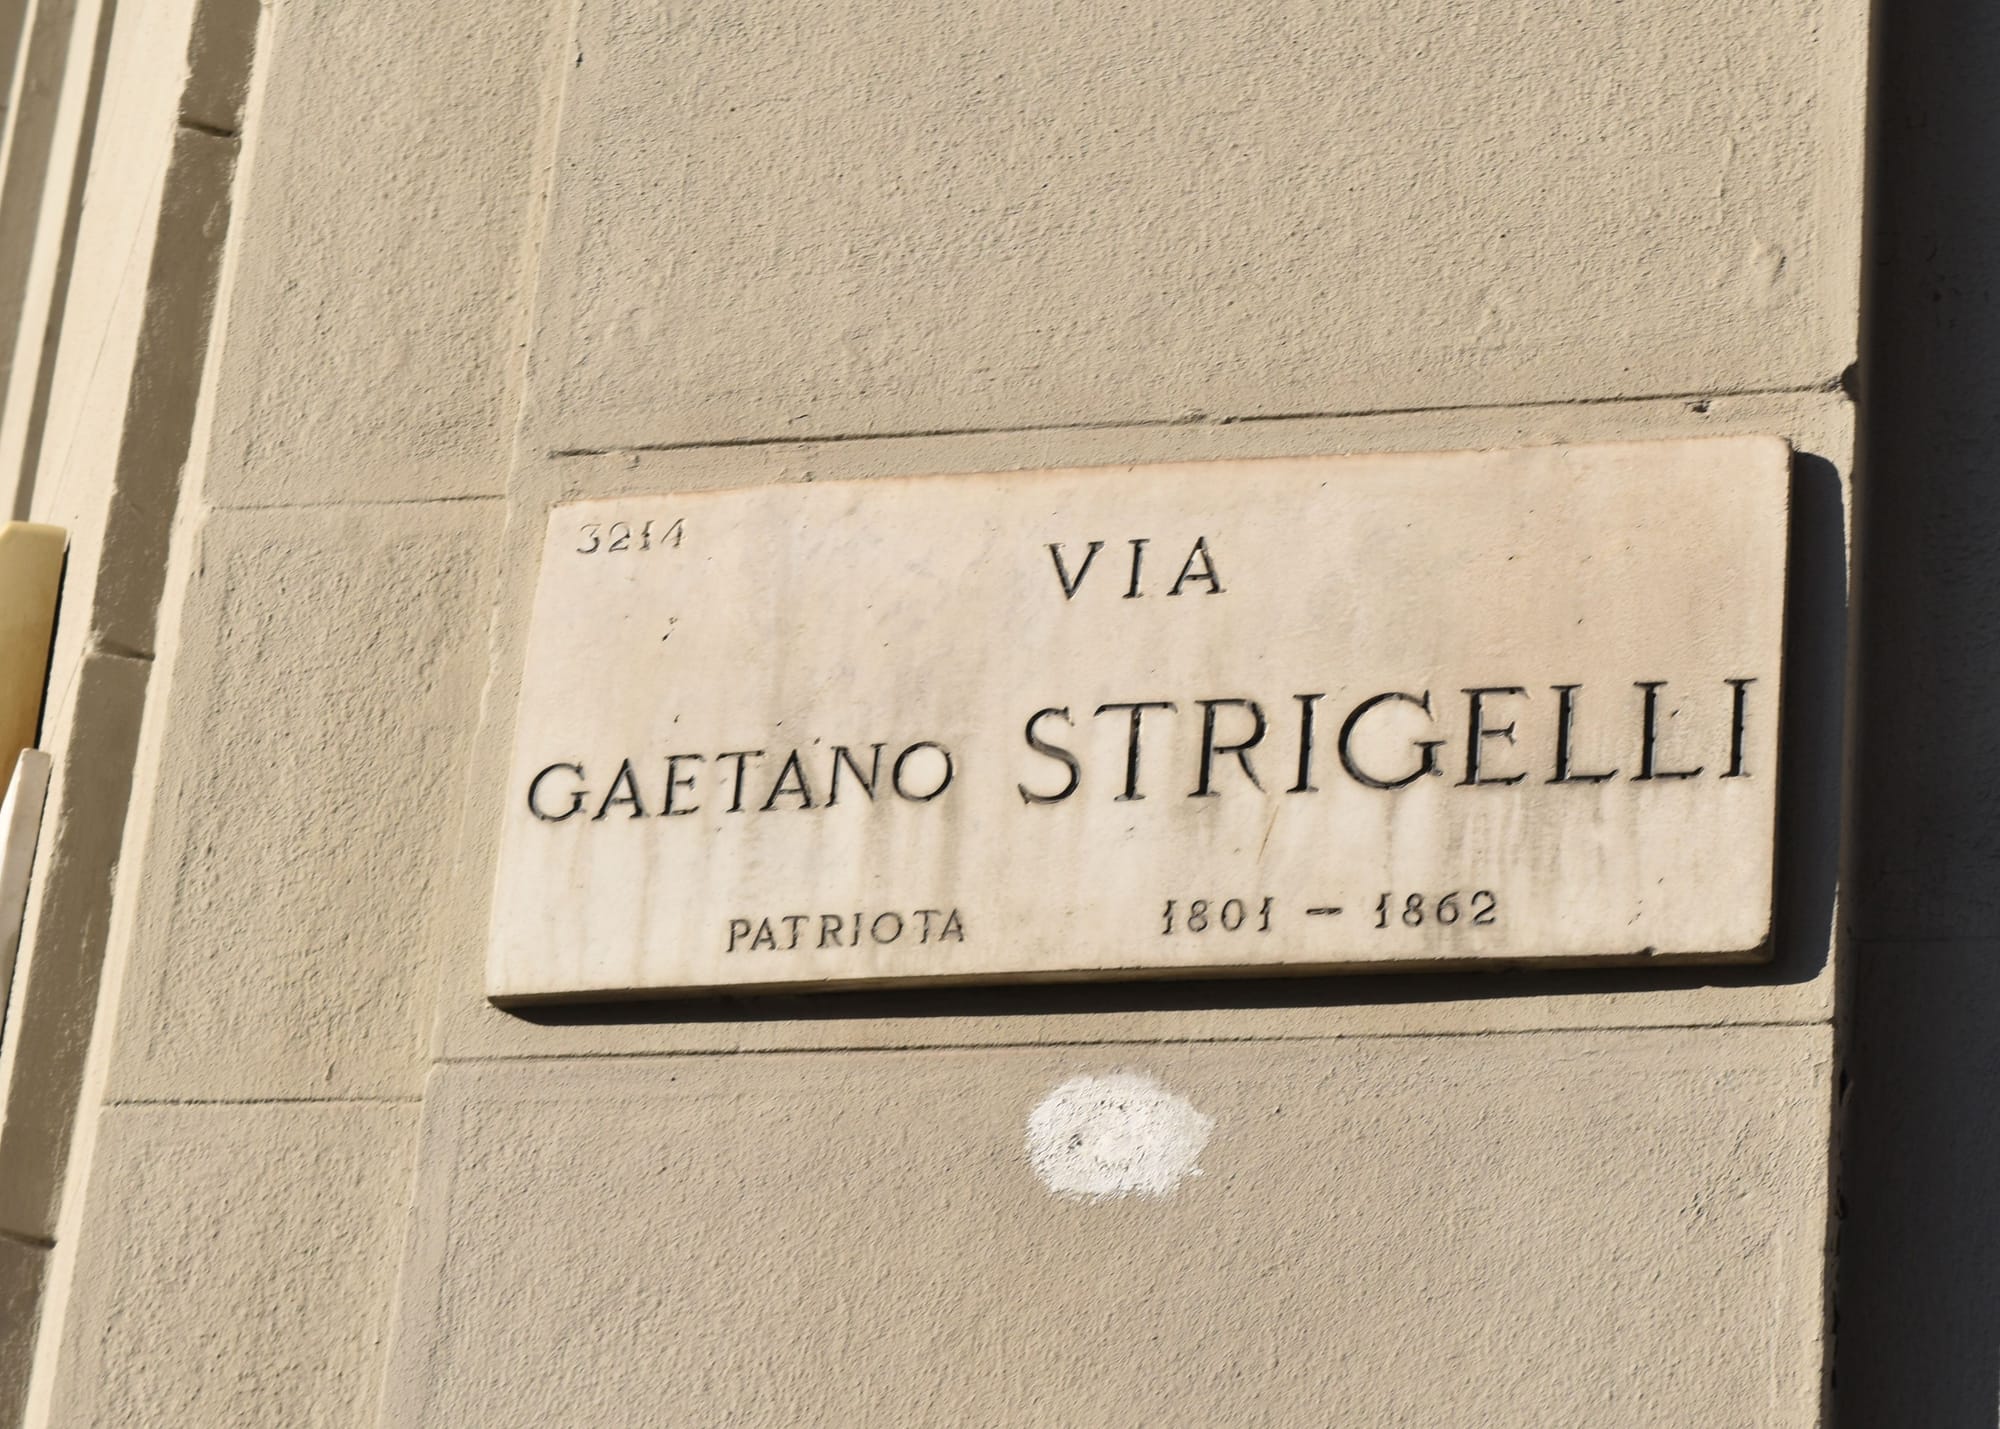 3214
VIA
GAETANO STRIGELLI
PATRIOTA 1801 - 1862